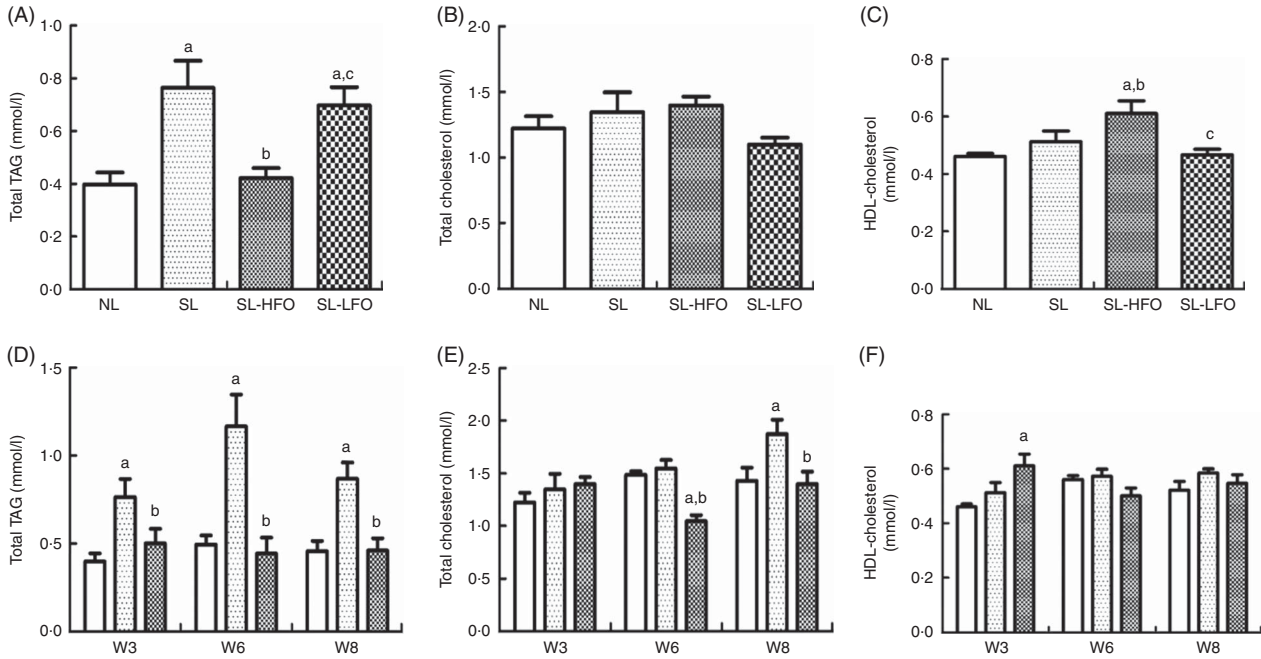 (A)
Total TAG (mmol/l)
1·0
0·8
0·6
0·4
0·2
0·0
a
b
a,c
NL SL SL-HFO SL-LFO
(B)
Total cholesterol (mmol/l)
2·0
1·5
1·0
0·5
0·0
NL SL SL-HFO SL-LFO
(C)
HDL-cholesterol
(mmol/l)
0·8
0·6
0·4
0·2
0·0
a,b
c
NL SL SL-HFO SL-LFO
(D)
Total TAG (mmol/l)
1·5
1·0
0·5
0·0
a
b
a
b
a
b
W3 W6 W8
(E)
Total cholesterol (mmol/l)
2·5
2·0
1·5
1·0
0·5
0·0
a,b
a
b
W3 W6 W8
(F)
HDL-cholesterol
(mmol/l)
0·8
0·6
0·4
0·2
0·0
a
W3 W6 W8